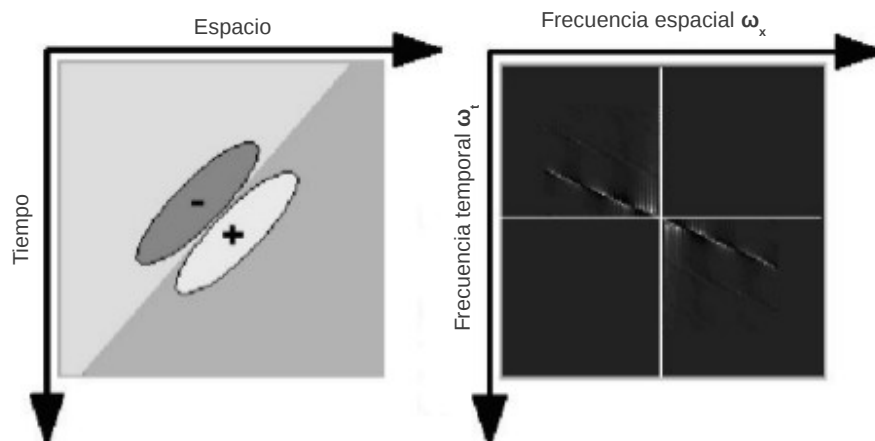 Espacio
Tiempo
-
+
Frecuencia espacial ωₓ
Frecuencia temporal ωₜ